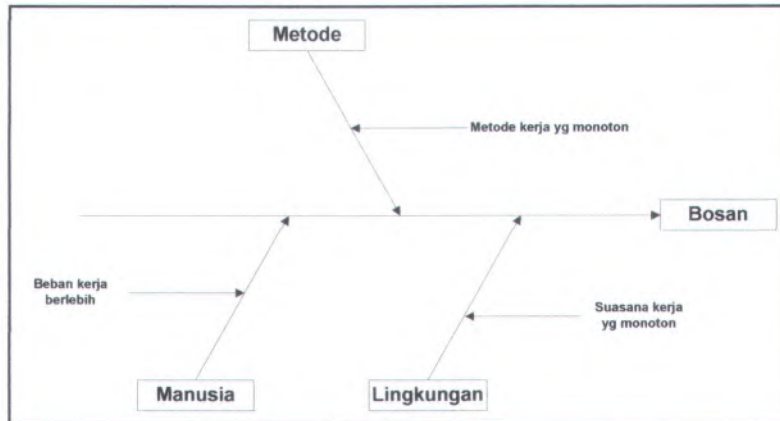 Metode
Metode kerja yg monoton
Bosan
Beban kerja
berlebih
Suasana kerja
yg monoton
Manusia
Lingkungan